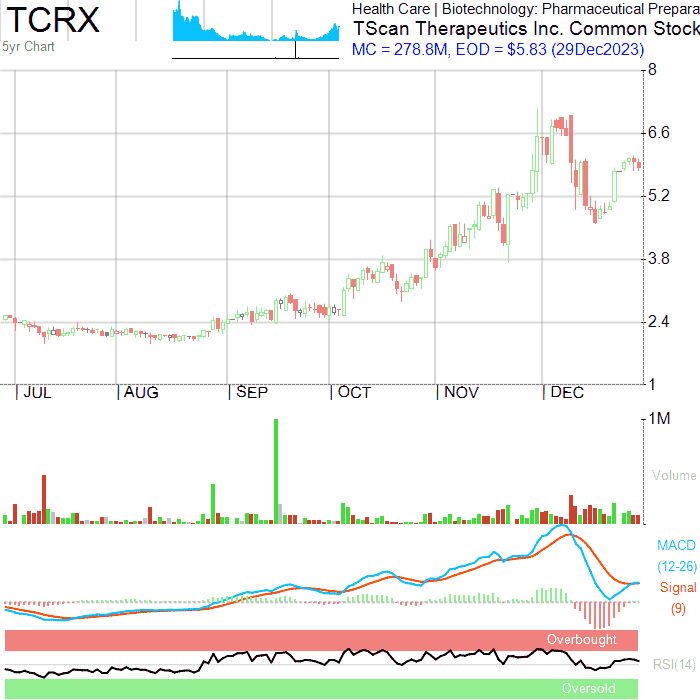 TCRX
5yr Chart
Health Care | Biotechnology: Pharmaceutical Prepara
TScan Therapeutics Inc. Common Stock
MC = 278.8M, EOD = $5.83 (29Dec2023)
8
6.6
5.2
3.8
2.4
1
JUL AUG SEP OCT NOV DEC
1M
Volume
MACD
(12-26)
Signal
(9)
Overbought
RSI(14)
Oversold